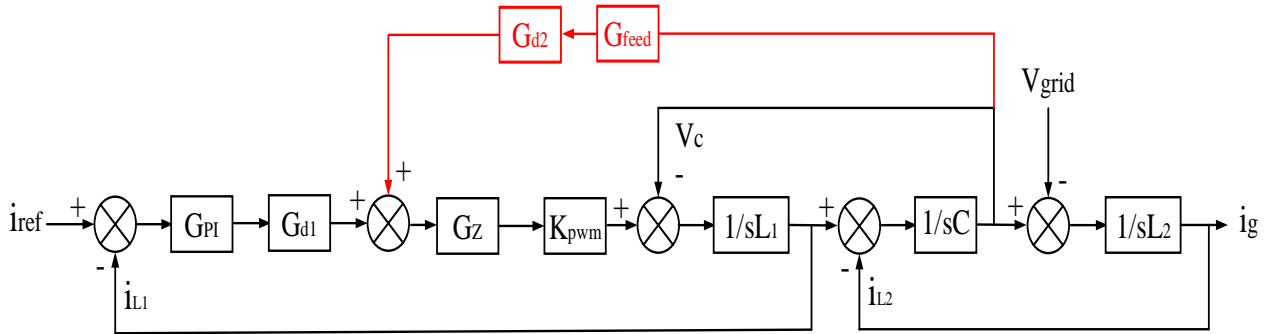 Gd2
Gfeed
Vgrid
Vc
+
-
-
iref
+
GPI
Gd1
+
GZ
Kpwm
+
1/sL1
+
1/sC
+
1/sL2
ig
-
iL1
-
iL2